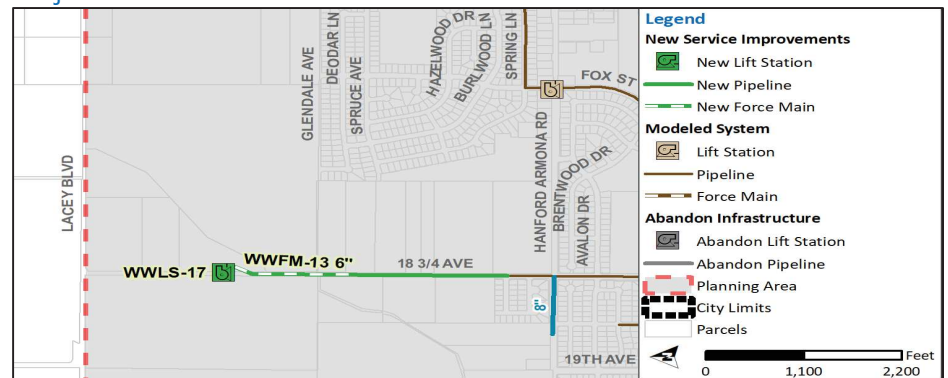 LACEY BLVD
GLENDALE AVE
DEODAR LN
SPRUCE AVE
HAZELWOOD DR
BURLWOOD LN
SPRING LN
FOX ST
HANFORD ARMONA RD
BRENTWOOD DR
AVALON DR
WWLS-17
WWFM-13 6"
18 3/4 AVE
8"
19TH AVE
Legend
New Service Improvements
New Lift Station
New Pipeline
New Force Main
Modeled System
Lift Station
Pipeline
Force Main
Abandon Infrastructure
Abandon Lift Station
Abandon Pipeline
Planning Area
City Limits
Parcels
Feet
0 1,100 2,200